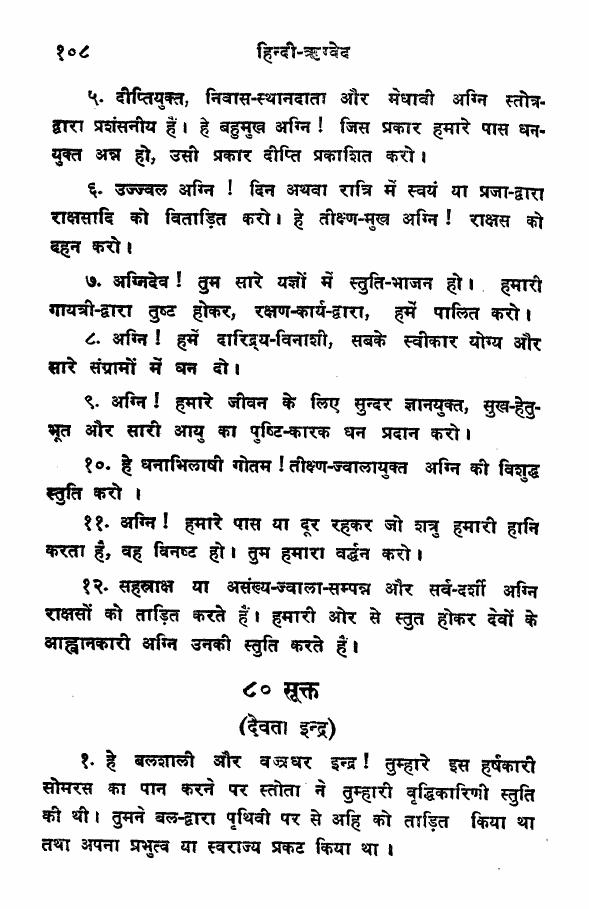 १०८ हिन्दी-ऋग्वेद
५. दीप्तियुक्त, निवास-स्थानदाता और मेधावी अग्नि स्तोत्र-
द्वारा प्रशंसनीय हैं। हे बहुमुख अग्नि! जिस प्रकार हमारे पास धन-
युक्त अन्न हो, उसी प्रकार दीप्ति प्रकाशित करो।
६. उज्ज्वल अग्नि! दिन अथवा रात्रि में स्वयं या प्रजा-द्वारा
राक्षसादि को विताड़ित करो। हे तीक्ष्ण-मुख अग्नि! राक्षस को
दहन करो।
७. अग्निदेव! तुम सारे यज्ञों में स्तुति-भाजन हो। हमारी
गायत्री-द्वारा तुष्ट होकर, रक्षण-कार्य-द्वारा, हमें पालित करो।
८. अग्नि! हमें दारिद्र्य-विनाशी, सबके स्वीकार योग्य और
सारे संग्रामों में धन दो।
९. अग्नि! हमारे जीवन के लिए सुन्दर ज्ञानयुक्त, सुख-हेतु-
भूत और सारी आयु का पुष्टि-कारक धन प्रदान करो।
१०. हे धनाभिलाषी गोतम! तीक्ष्ण-ज्वालायुक्त अग्नि की विशुद्ध
स्तुति करो।
११. अग्नि! हमारे पास या दूर रहकर जो शत्रु हमारी हानि
करता है, वह विनष्ट हो। तुम हमारा वर्द्धन करो।
१२. सहस्राक्ष या असंख्य-ज्वाला-सम्पन्न और सर्व-दर्शी अग्नि
राक्षसों को ताड़ित करते हैं। हमारी ओर से स्तुत होकर देवों के
आह्वानकारी अग्नि उनकी स्तुति करते हैं।
८० सूक्त
(देवता इन्द्र)
१. हे बलशाली और वज्रधर इन्द्र! तुम्हारे इस हर्षकारी
सोमरस का पान करने पर स्तोता ने तुम्हारी वृद्धिकारिणी स्तुति
की थी। तुमने बल-द्वारा पृथिवी पर से अहि को ताड़ित किया था
तथा अपना प्रभुत्व या स्वराज्य प्रकट किया था।